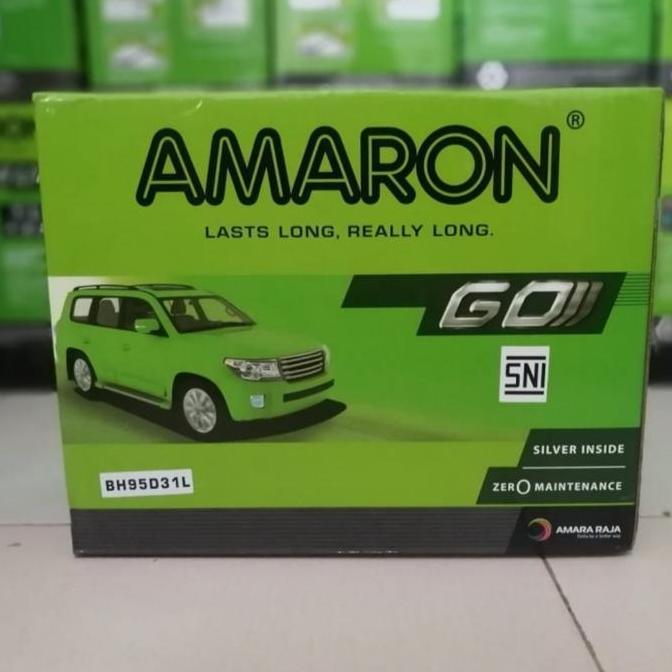 AMARON®
LASTS LONG, REALLY LONG.
GO
SNI
SILVER INSIDE
ZERO MAINTENANCE
BH95D31L
AMARA RAJA